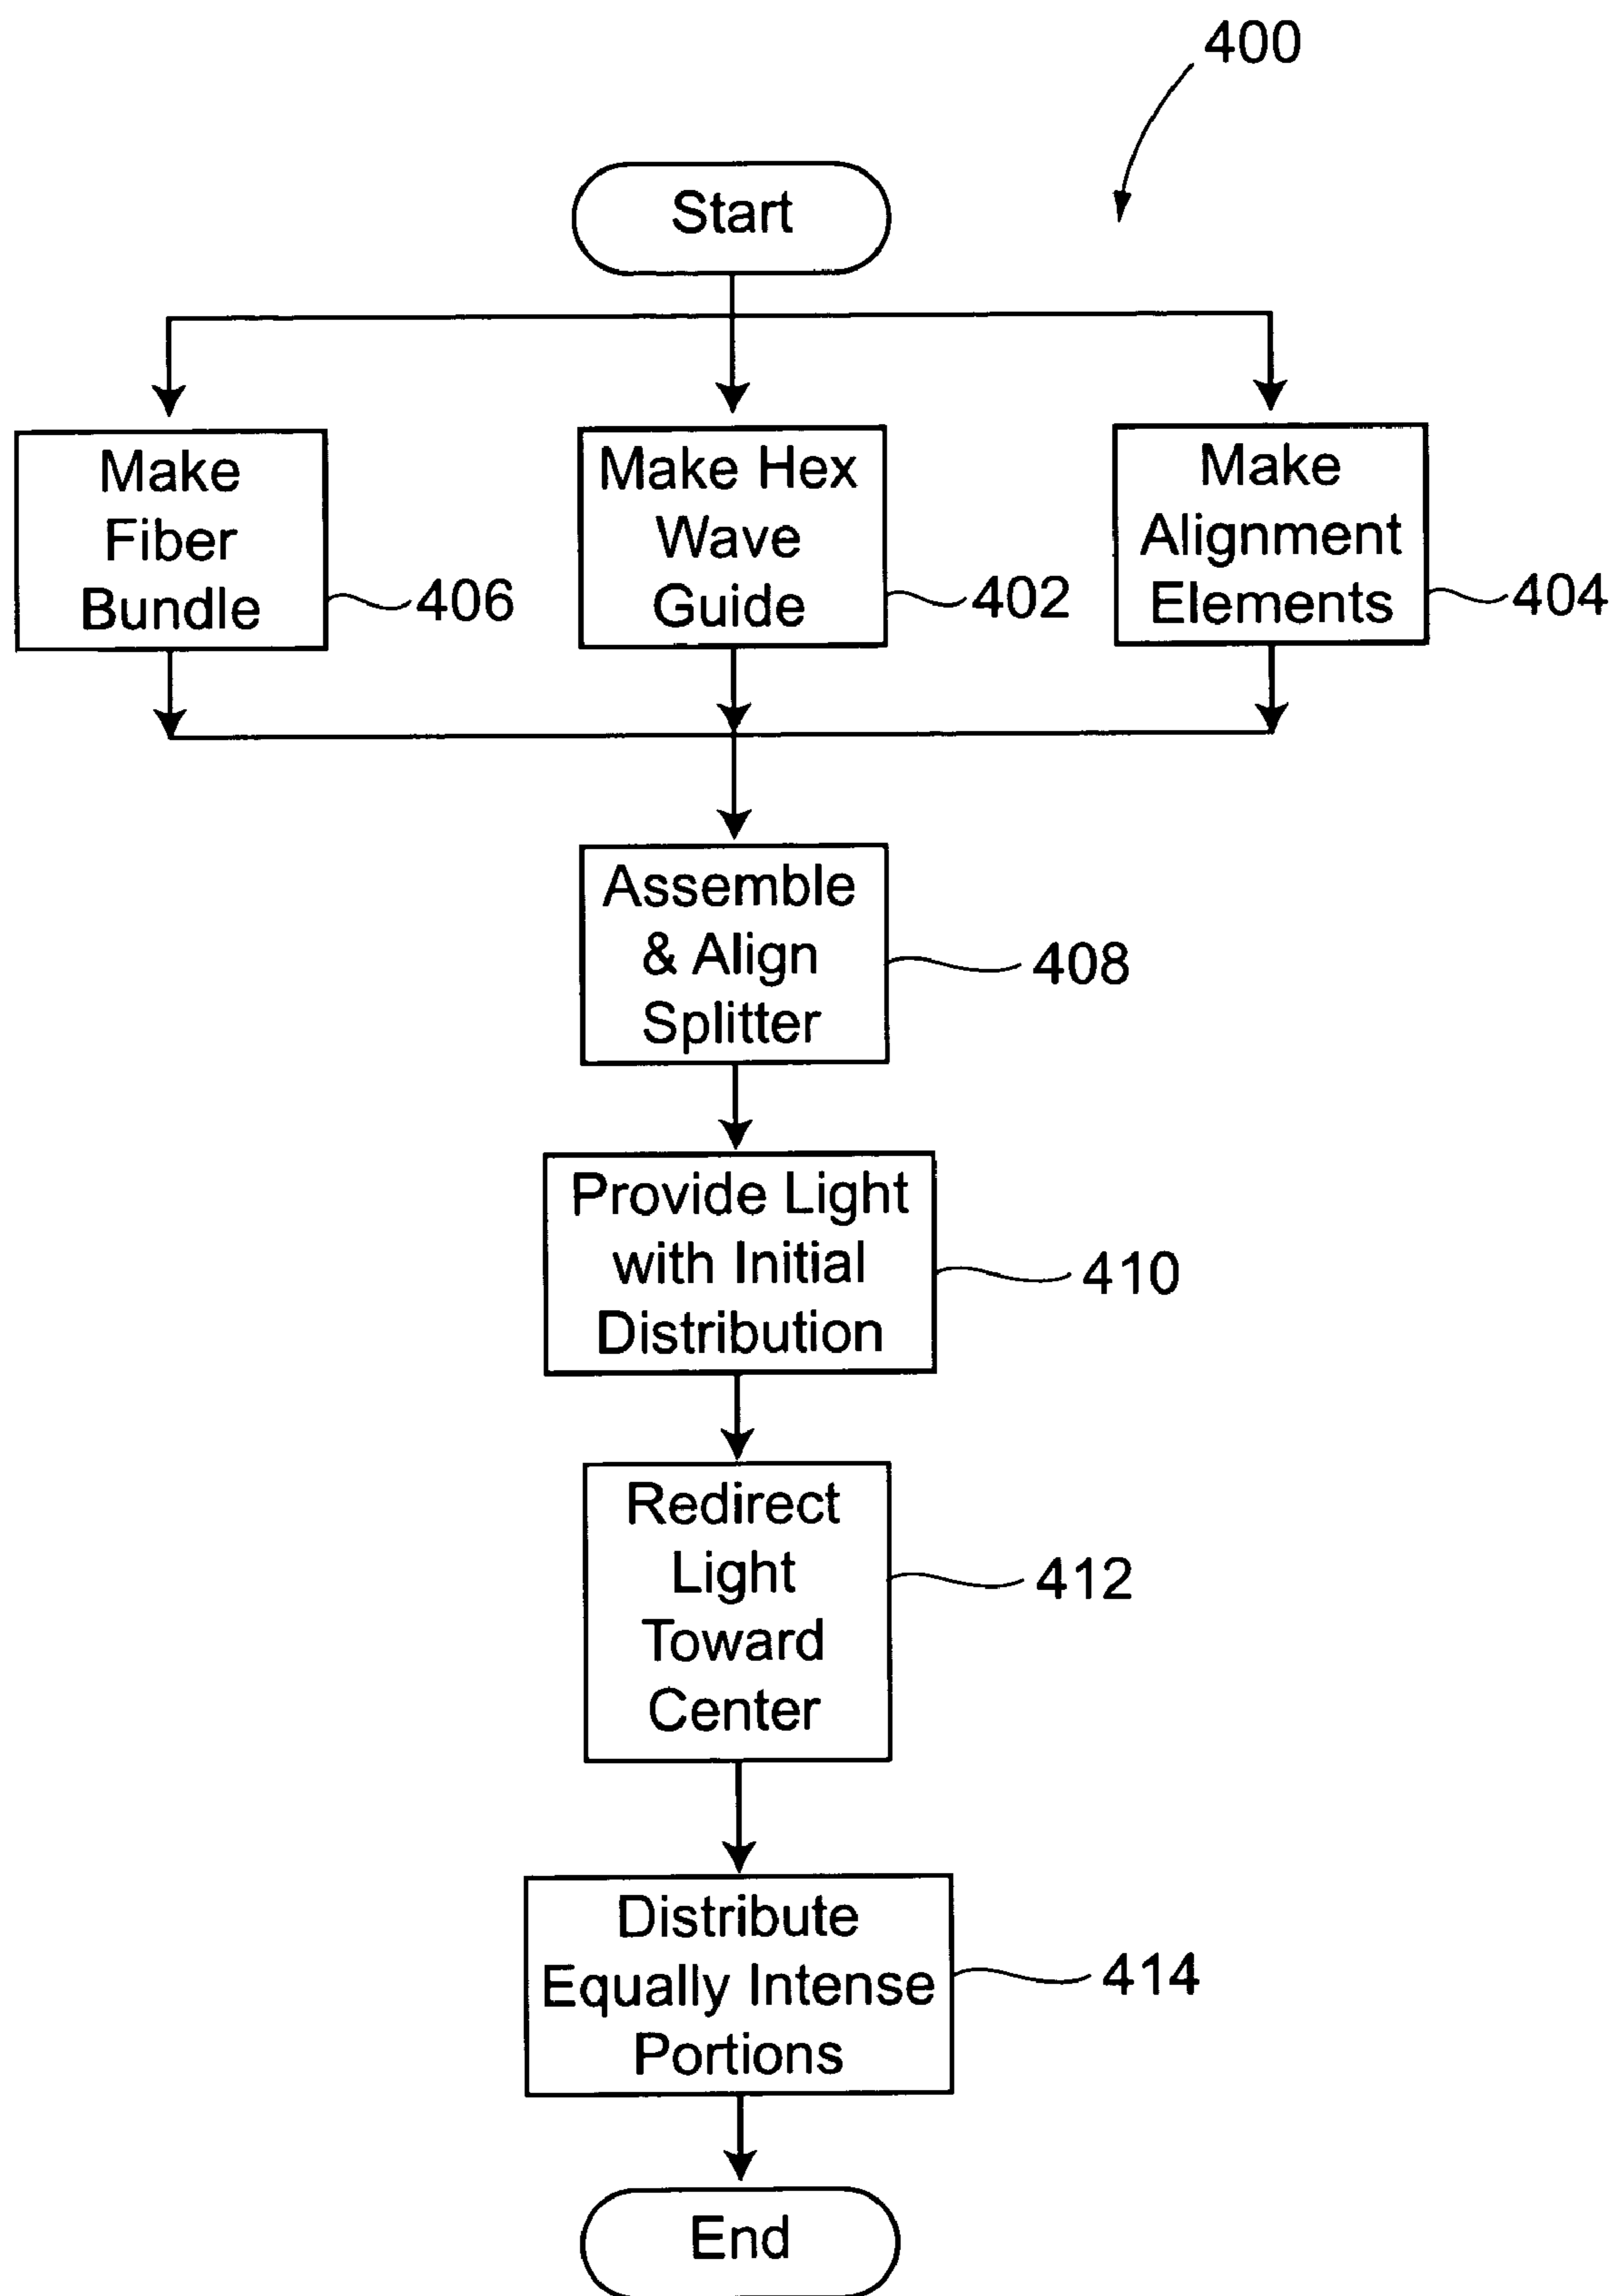 400
Start
Make
Fiber
Bundle
406
Make Hex
Wave
Guide
402
Make
Alignment
Elements
404
Assemble
& Align
Splitter
408
Provide Light
with Initial
Distribution
410
Redirect
Light
Toward
Center
412
Distribute
Equally Intense
Portions
414
End